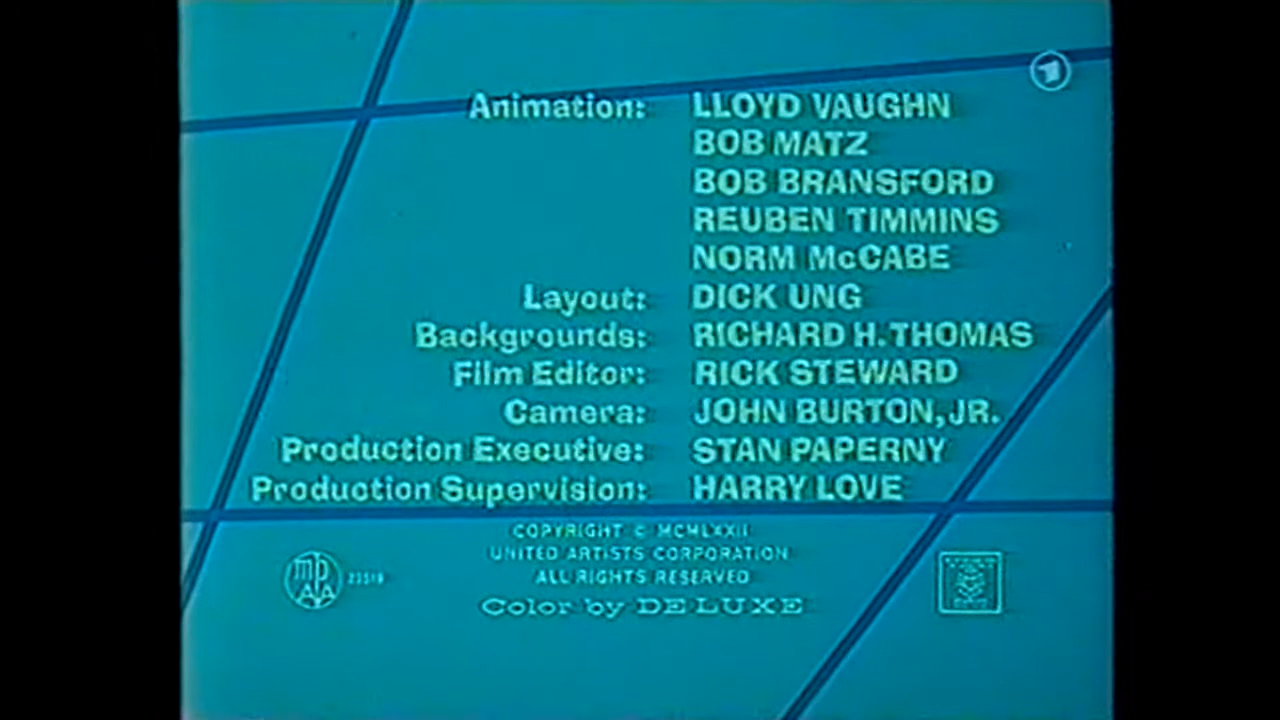 Animation: LLOYD VAUGHN
BOB MATZ
BOB BRANSFORD
REUBEN TIMMINS
NORM McCABE
Layout: DICK UNG
Backgrounds: RICHARD H. THOMAS
Film Editor: RICK STEWARD
Camera: JOHN BURTON, JR.
Production Executive: STAN PAPERNY
Production Supervision: HARRY LOVE
COPYRIGHT © MCMLXXII
UNITED ARTISTS CORPORATION
ALL RIGHTS RESERVED
Color by DE LUXE